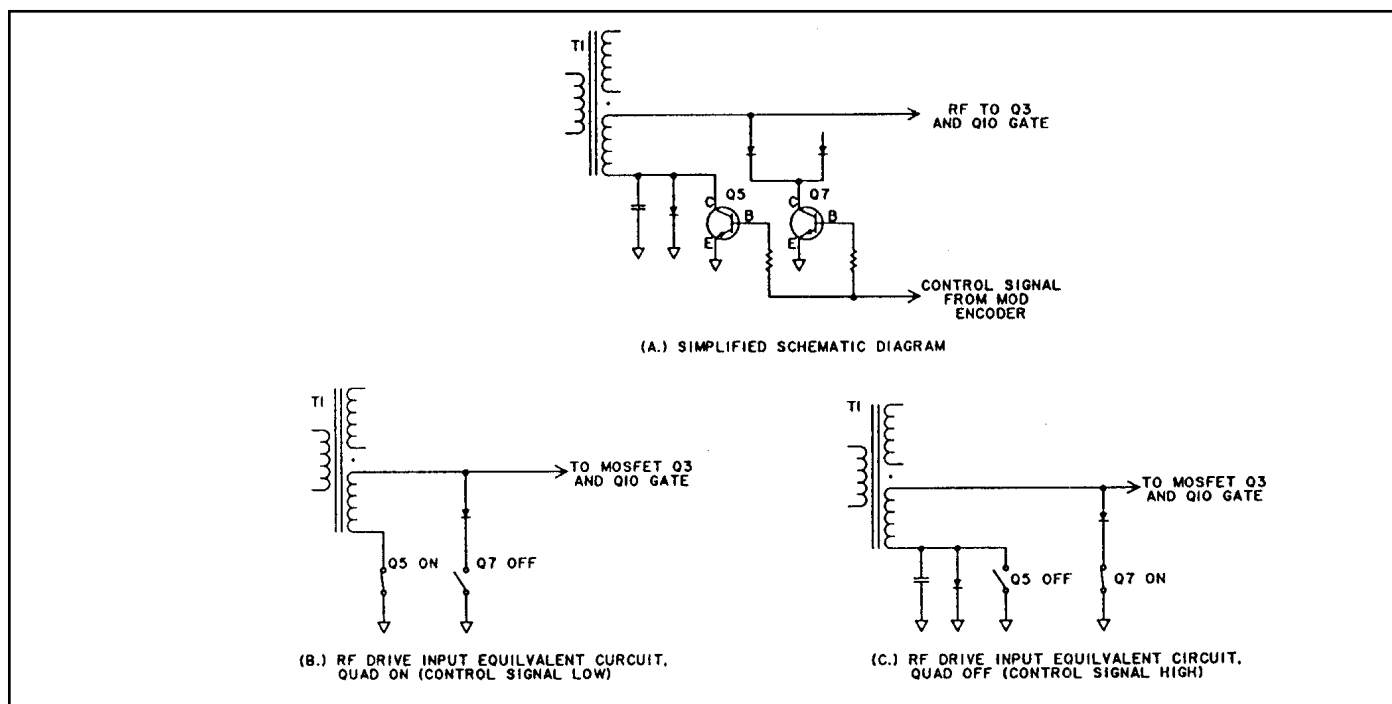 T1
RF TO Q3
AND Q10 GATE
Q5
Q7
C
B
E
C
B
E
CONTROL SIGNAL
FROM MOD
ENCODER
(A.) SIMPLIFIED SCHEMATIC DIAGRAM
T1
TO MOSFET Q3
AND Q10 GATE
Q5 ON
Q7 OFF
(B.) RF DRIVE INPUT EQUILVALENT CURCUIT,
QUAD ON (CONTROL SIGNAL LOW)
T1
TO MOSFET Q3
AND Q10 GATE
Q5 OFF
Q7 ON
(C.) RF DRIVE INPUT EQUILVALENT CIRCUIT,
QUAD OFF (CONTROL SIGNAL HIGH)